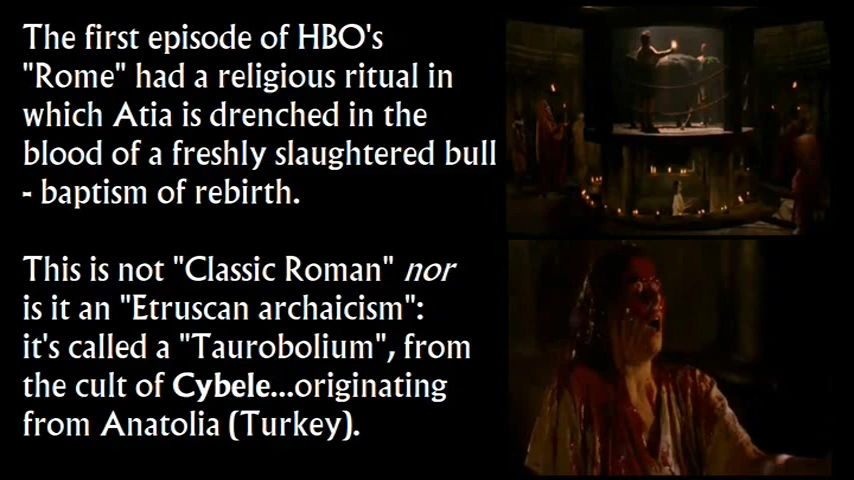 The first episode of HBO's
"Rome" had a religious ritual in
which Atia is drenched in the
blood of a freshly slaughtered bull
- baptism of rebirth.
This is not "Classic Roman" nor
is it an "Etruscan archaicism":
it's called a "Taurobolium", from
the cult of Cybele...originating
from Anatolia (Turkey).